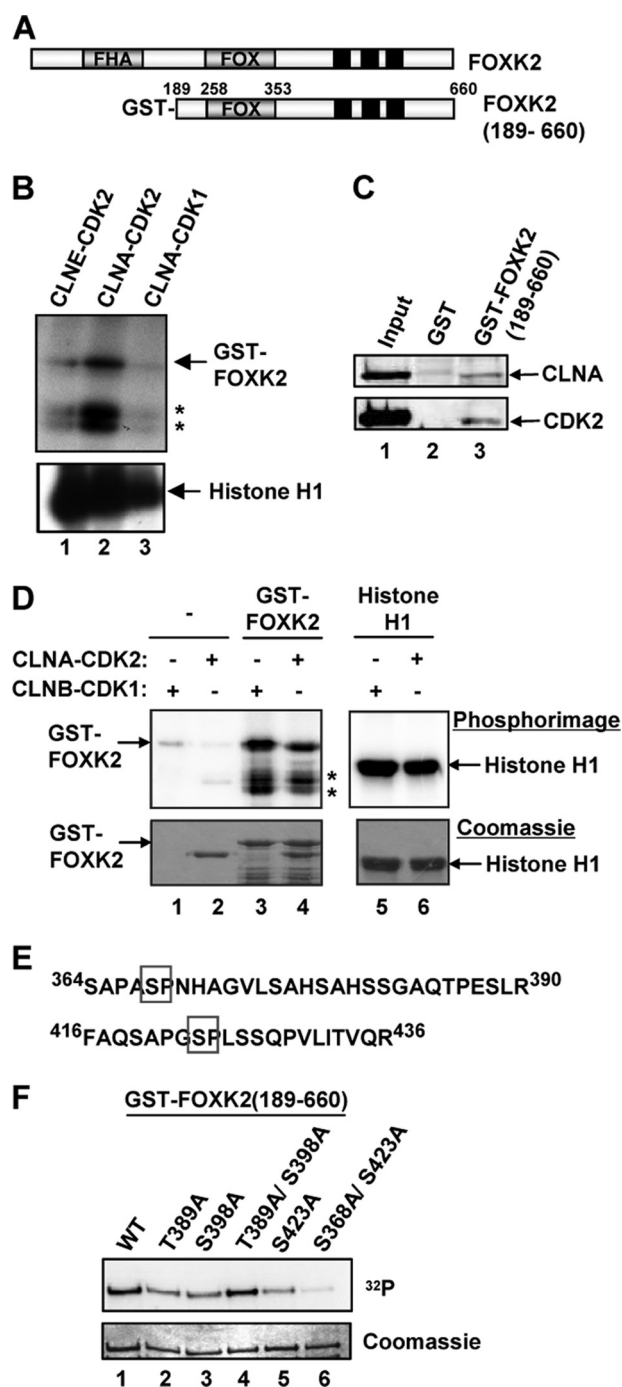 A
FHA FOX FOXK2
189 258 353 660
GST- FOX FOXK2
(189- 660)
B
CLNE-CDK2
CLNA-CDK2
CLNA-CDK1
GST-
FOXK2
*
*
Histone H1
1 2 3
C
Input
GST
GST-FOXK2
(189-660)
CLNA
CDK2
1 2 3
D
- GST-
FOXK2
Histone
H1
CLNA-CDK2: - + - + - +
CLNB-CDK1: + - + - + -
GST-
FOXK2
*
*
Phosphorimage
Histone H1
GST-
FOXK2
Coomassie
Histone H1
1 2 3 4 5 6
E
364SAPASPNHAGVLSAHSAHSSGAQTPESLR390
416FAQSAPGSPLSSQPVLITVQR436
F
GST-FOXK2(189-660)
WT
T389A
S398A
T389A/ S398A
S423A
S368A/ S423A
32P
Coomassie
1 2 3 4 5 6